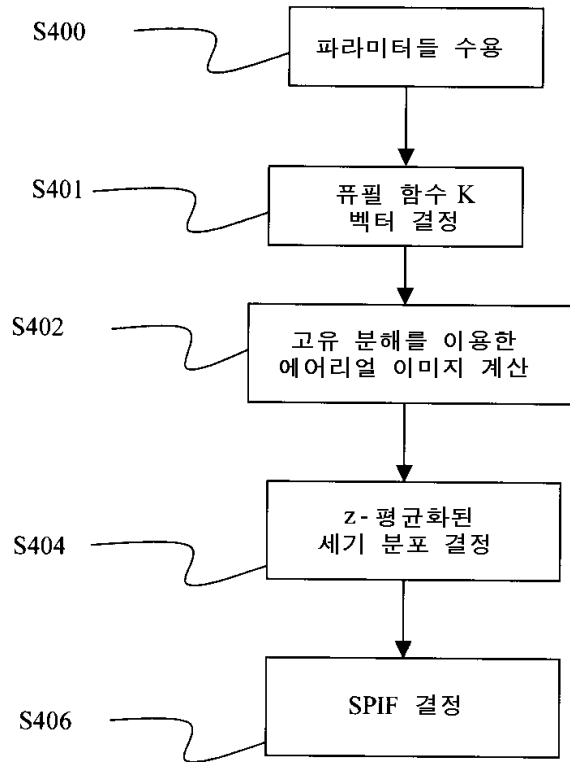 S400
파라미터들 수용
S401
퓨필 함수 K
벡터 결정
S402
고유 분해를 이용한
에어리얼 이미지 계산
S404
z-평균화된
세기 분포 결정
S406
SPIF 결정